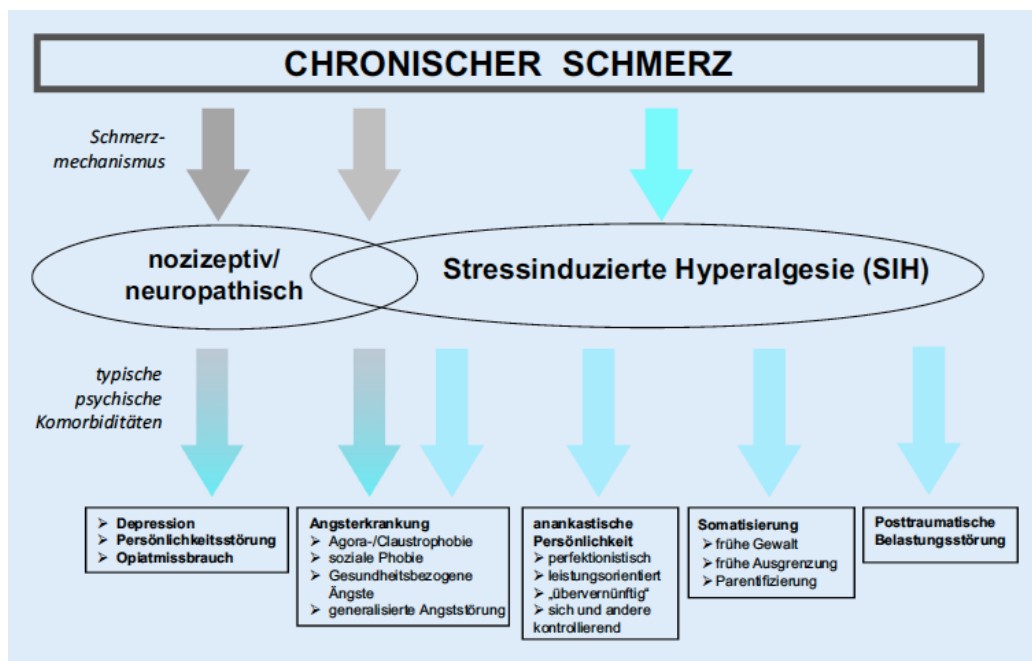 CHRONISCHER SCHMERZ
Schmerz-
mechanismus
nozizeptiv/
neuropathisch
Stressinduzierte Hyperalgesie (SIH)
typische
psychische
Komorbiditäten
➢ Depression
➢ Persönlichkeitsstörung
➢ Opiatmissbrauch
Angsterkrankung
➢ Agora-/Claustrophobie
➢ soziale Phobie
➢ Gesundheitsbezogene
Ängste
➢ generalisierte Angststörung
anankastische
Persönlichkeit
➢ perfektionistisch
➢ leistungsorientiert
➢ „übervernünftig“
➢ sich und andere
kontrollierend
Somatisierung
➢ frühe Gewalt
➢ frühe Ausgrenzung
➢ Parentifizierung
Posttraumatische
Belastungsstörung